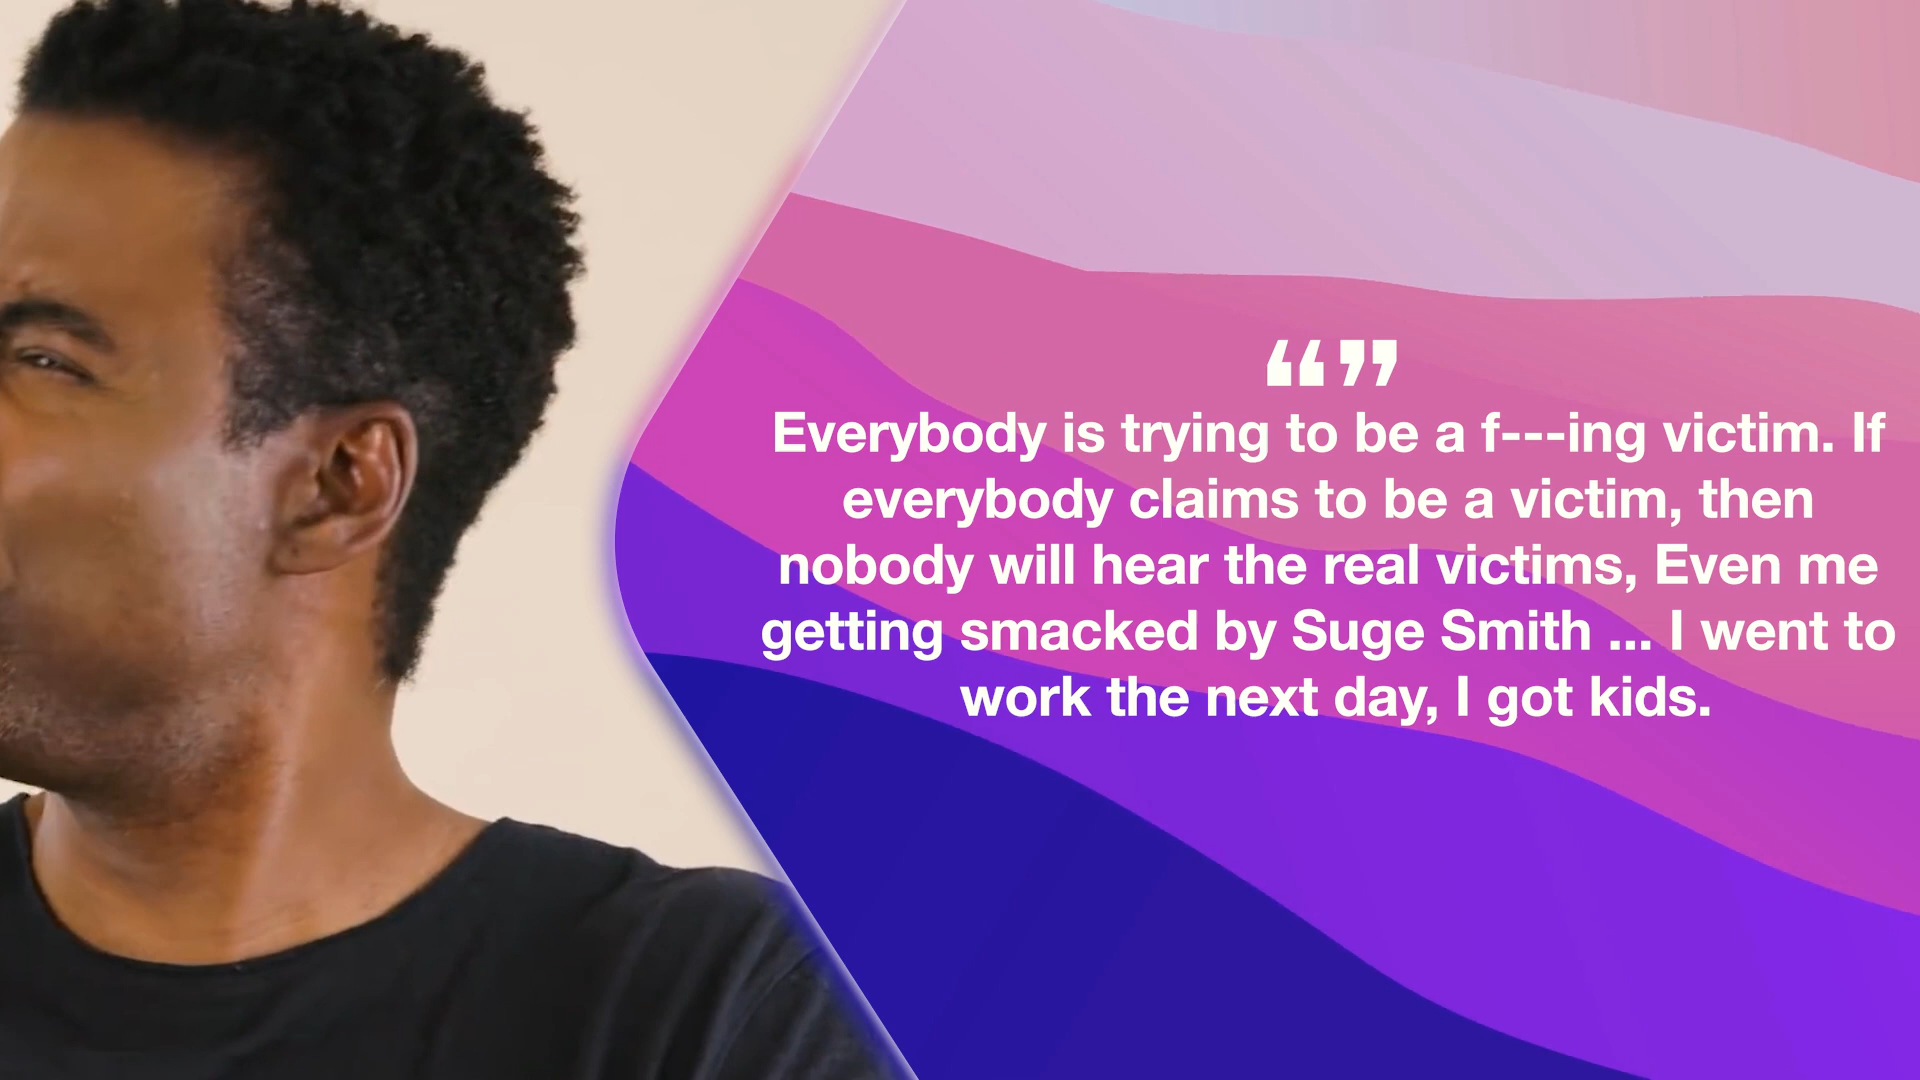 “”
Everybody is trying to be a f---ing victim. If
everybody claims to be a victim, then
nobody will hear the real victims, Even me
getting smacked by Suge Smith ... I went to
work the next day, I got kids.